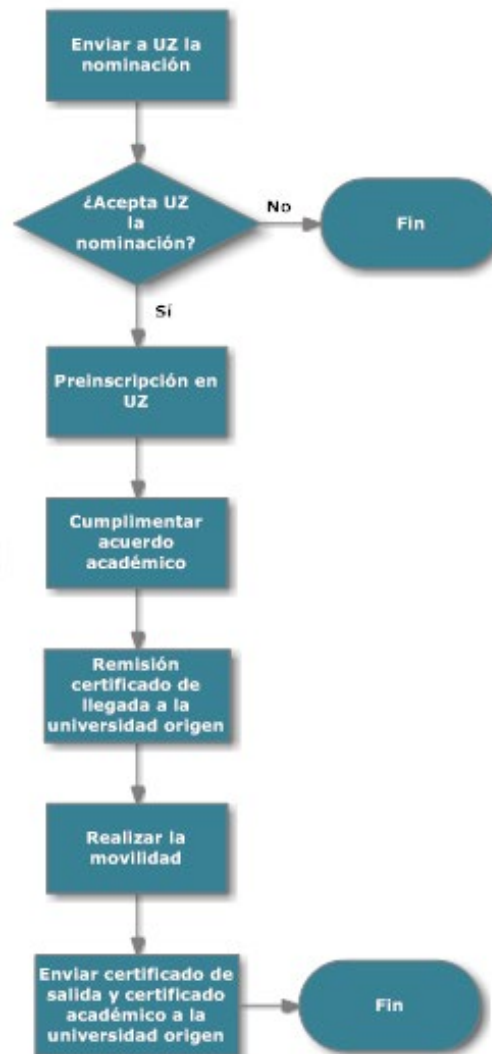 Enviar a UZ la
nominación
¿Acepta UZ
la
nominación?
No
Fin
Sí
Preinscripción en
UZ
Cumplimentar
acuerdo
académico
Remisión
certificado de
llegada a la
universidad origen
Realizar la
movilidad
Enviar certificado de
salida y certificado
académico a la
universidad origen
Fin